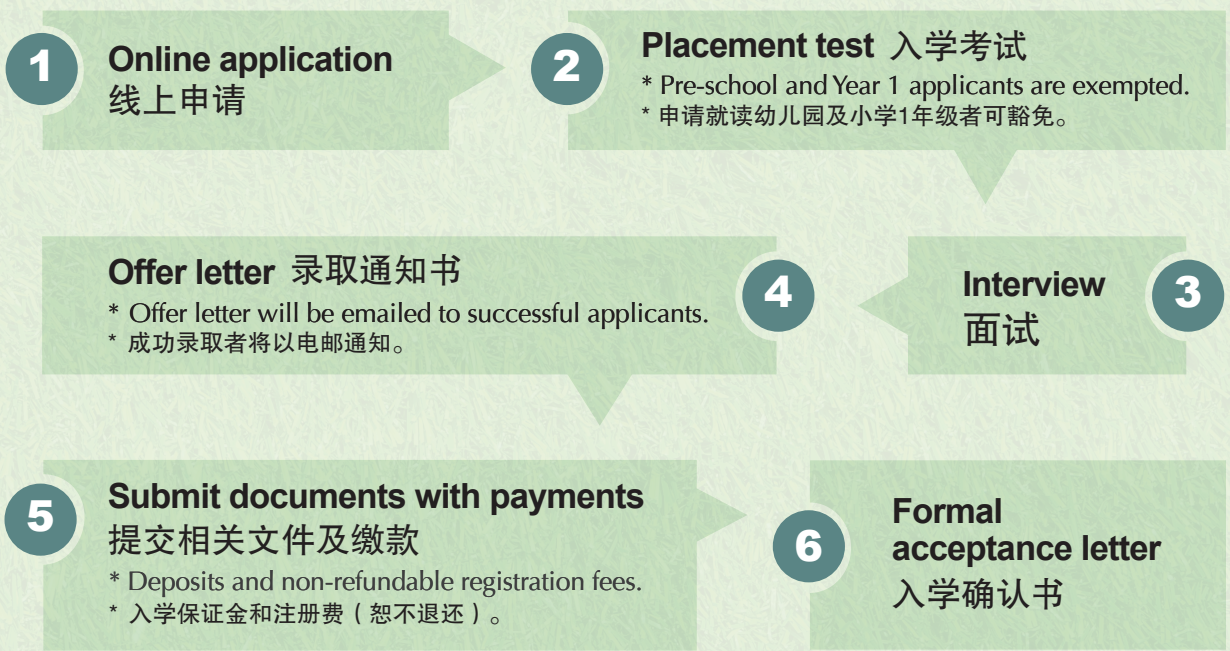 1
Online application
线上申请
2
Placement test 入学考试
* Pre-school and Year 1 applicants are exempted.
* 申请就读幼儿园及小学1年级者可豁免。
3
Interview
面试
4
Offer letter 录取通知书
* Offer letter will be emailed to successful applicants.
* 成功录取者将以电邮通知。
5
Submit documents with payments
提交相关文件及缴款
* Deposits and non-refundable registration fees.
* 入学保证金和注册费（恕不退还）。
6
Formal
acceptance letter
入学确认书